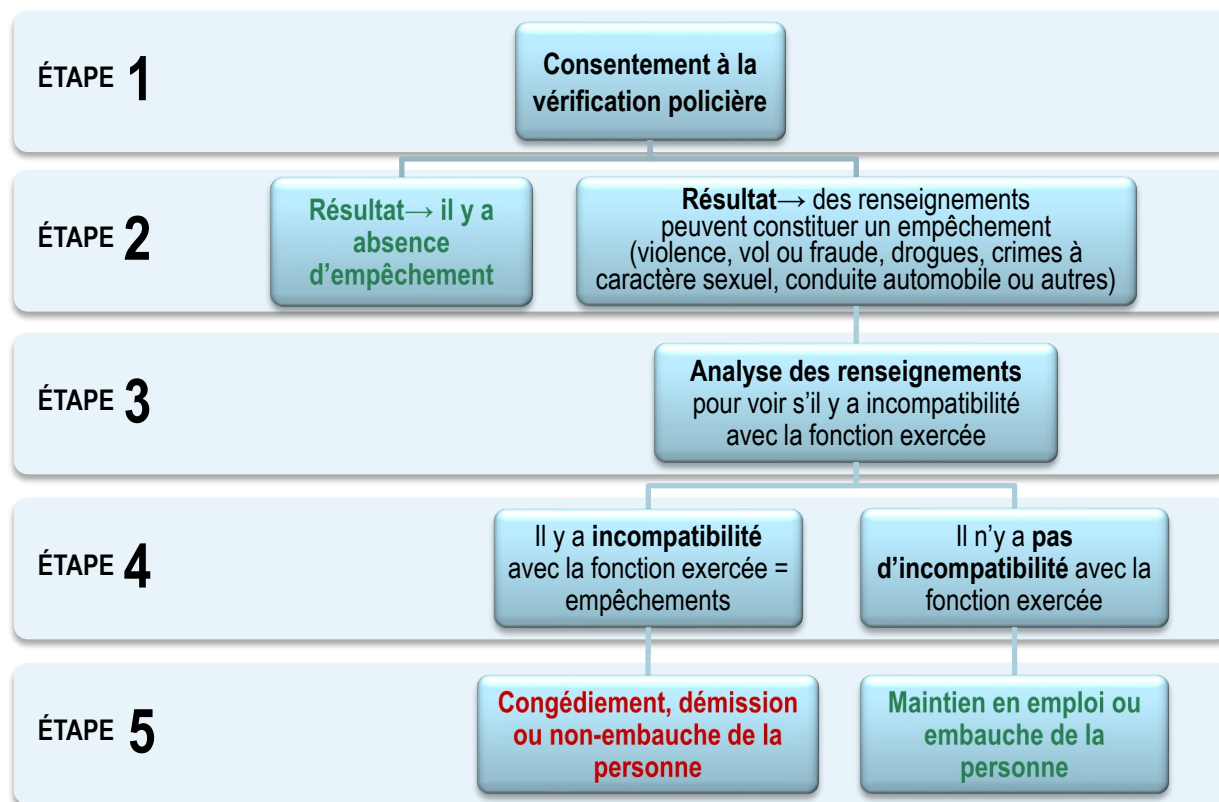 ÉTAPE 1
Consentement à la
vérification policière
ÉTAPE 2
Résultat→ il y a
absence
d’empêchement
Résultat→ des renseignements
peuvent constituer un empêchement
(violence, vol ou fraude, drogues, crimes à
caractère sexuel, conduite automobile ou autres)
ÉTAPE 3
Analyse des renseignements
pour voir s’il y a incompatibilité
avec la fonction exercée
ÉTAPE 4
Il y a incompatibilité
avec la fonction exercée =
empêchements
Il n’y a pas
d’incompatibilité avec la
fonction exercée
ÉTAPE 5
Congédiement, démission
ou non-embauche de la
personne
Maintien en emploi ou
embauche de la
personne